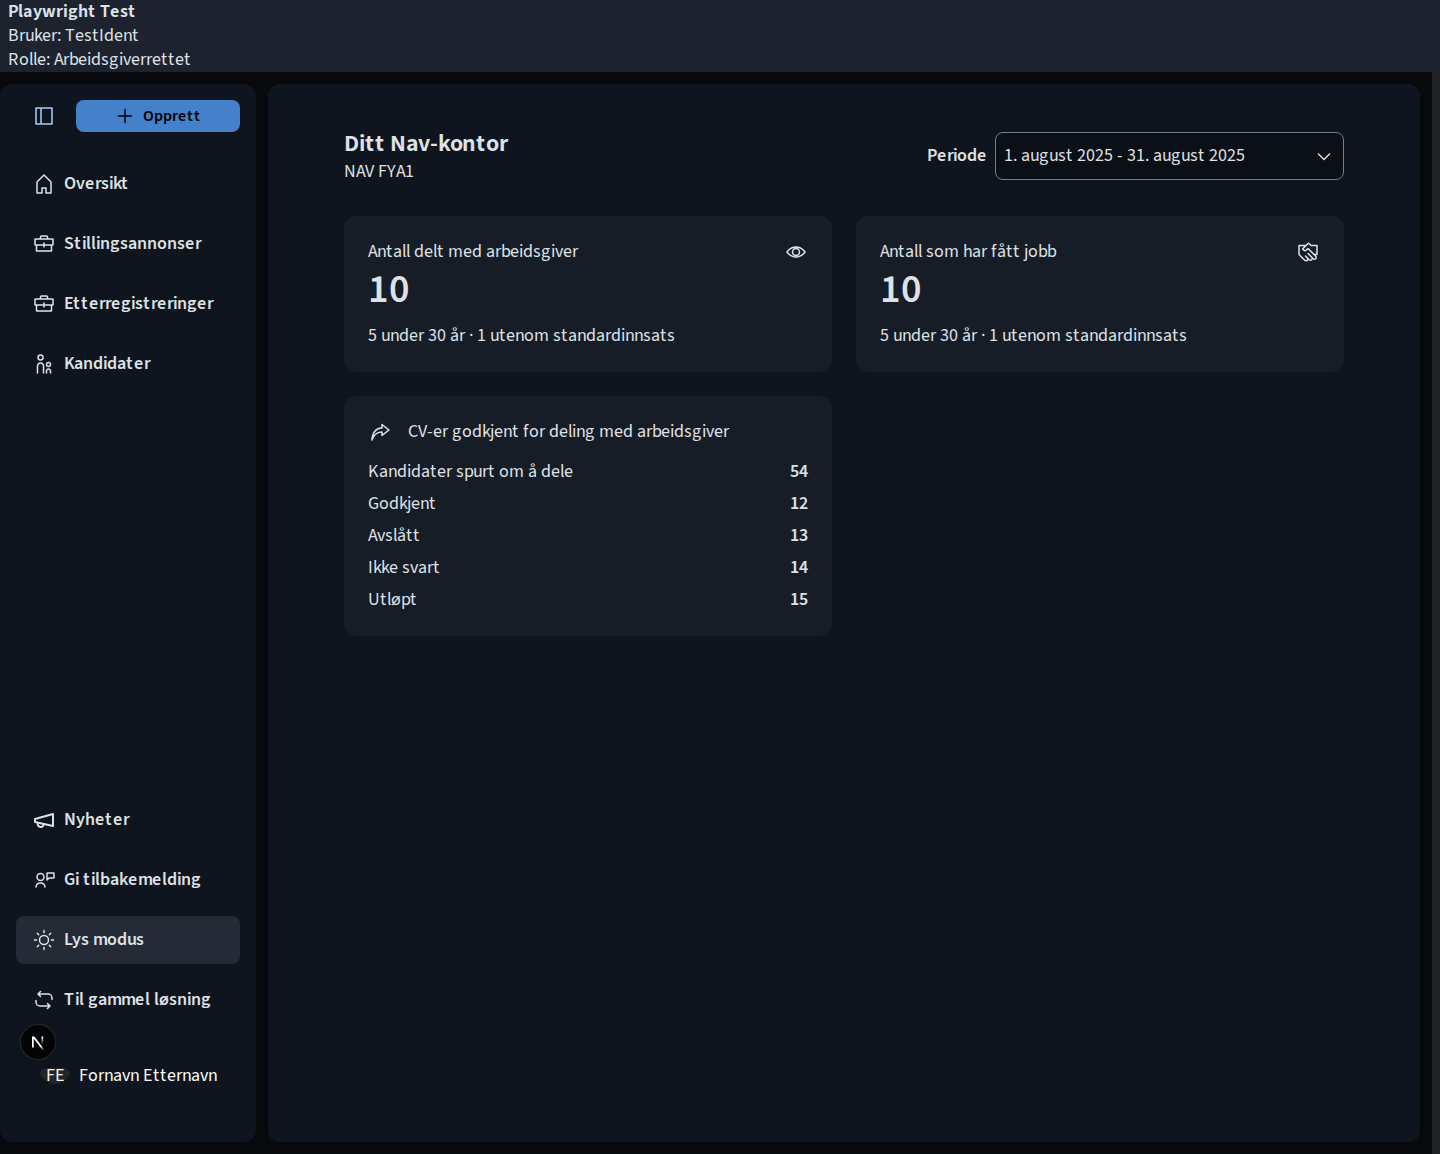 Playwright Test
Bruker: TestIdent
Rolle: Arbeidsgiverrettet
Opprett
Oversikt
Stillingsannonser
Etterregistreringer
Kandidater
Nyheter
Gi tilbakemelding
Lys modus
Til gammel løsning
N
FE Fornavn Etternavn
Ditt Nav-kontor
NAV FYA1
Periode 1. august 2025 - 31. august 2025
Antall delt med arbeidsgiver
10
5 under 30 år · 1 utenom standardinnsats
Antall som har fått jobb
10
5 under 30 år · 1 utenom standardinnsats
CV-er godkjent for deling med arbeidsgiver
Kandidater spurt om å dele 54
Godkjent 12
Avslått 13
Ikke svart 14
Utløpt 15